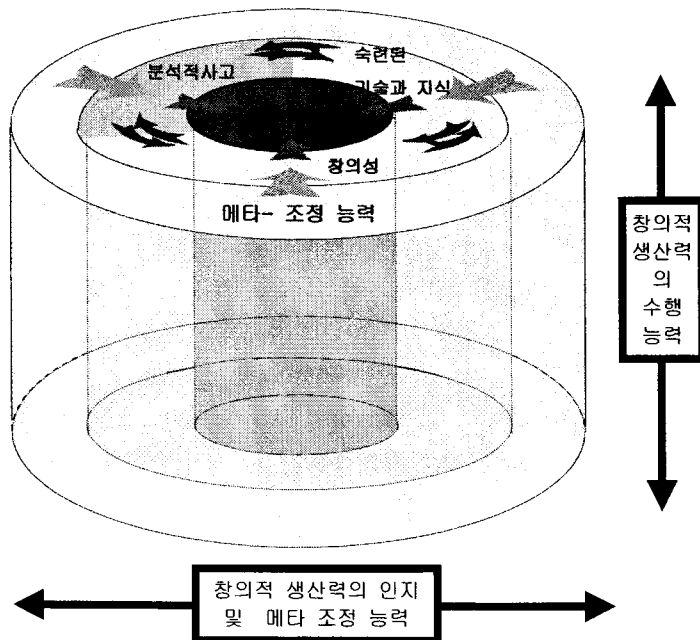 숙련된
분석적사고
기술과 지식
창의성
메타- 조정 능력
창의적
생산력
의
수행
능력
창의적 생산력의 인지
및 메타 조정 능력